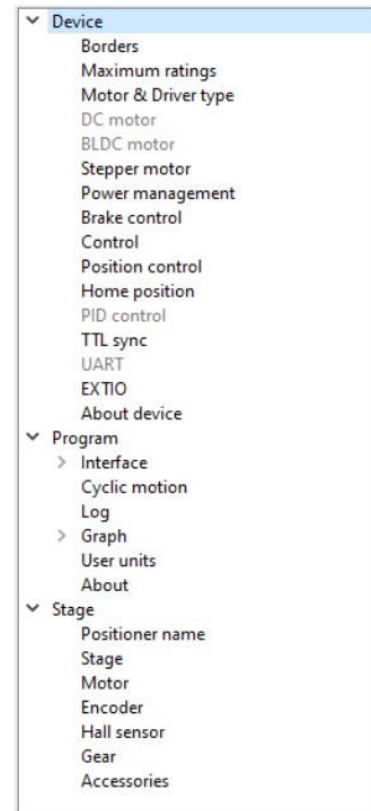 Device
Borders
Maximum ratings
Motor & Driver type
DC motor
BLDC motor
Stepper motor
Power management
Brake control
Control
Position control
Home position
PID control
TTL sync
UART
EXTIO
About device
Program
Interface
Cyclic motion
Log
Graph
User units
About
Stage
Positioner name
Stage
Motor
Encoder
Hall sensor
Gear
Accessories